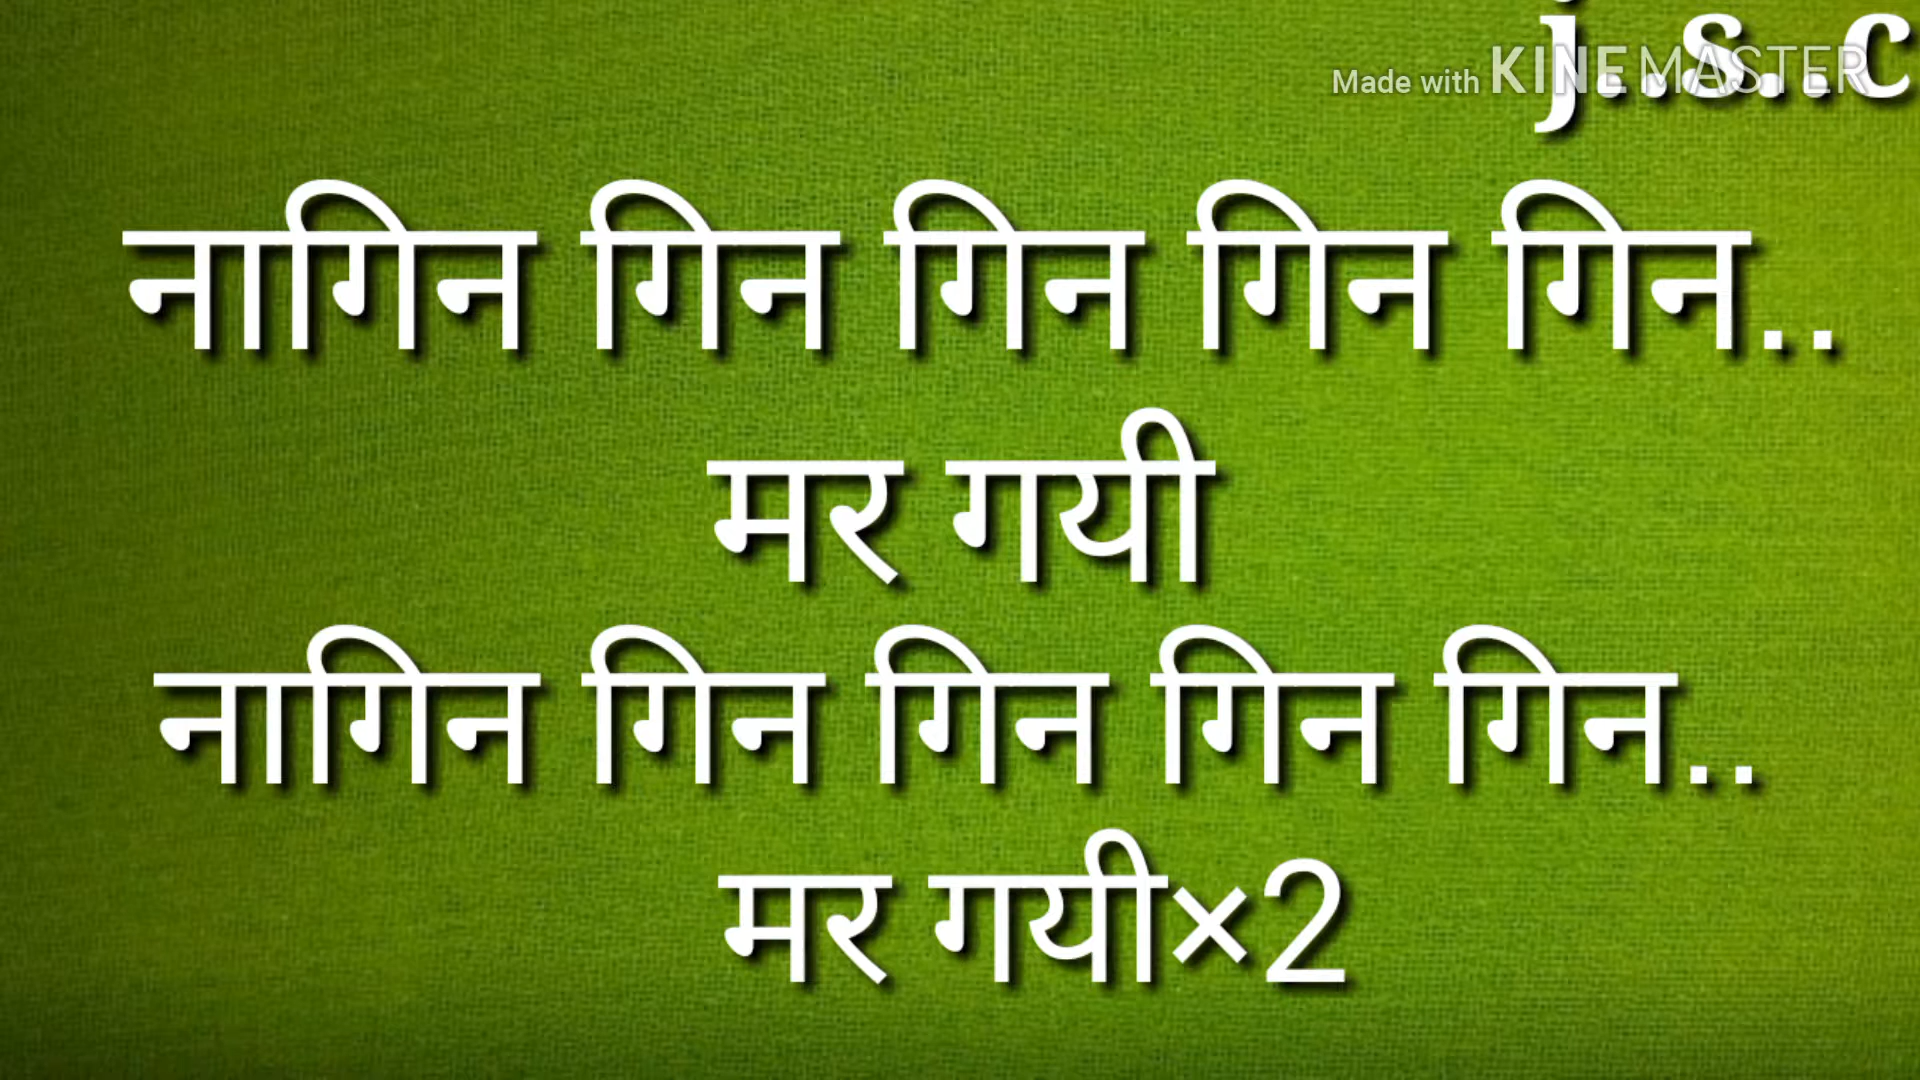 j..s..c
Made with KINEMASTER
नागिन गिन गिन गिन गिन..
मर गयी
नागिन गिन गिन गिन गिन..
मर गयी×2